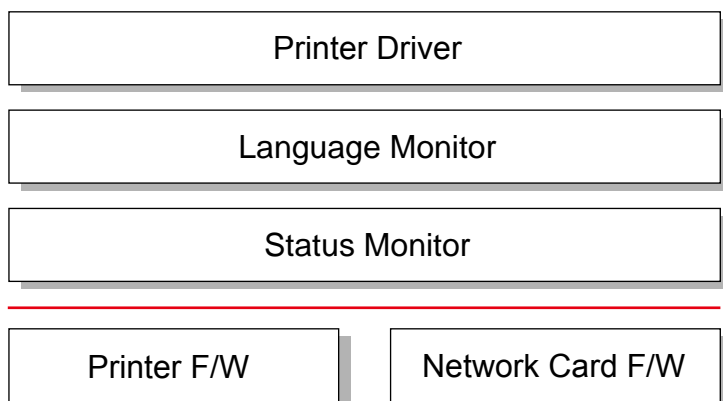 Printer Driver
Language Monitor
Status Monitor
Printer F/W
Network Card F/W